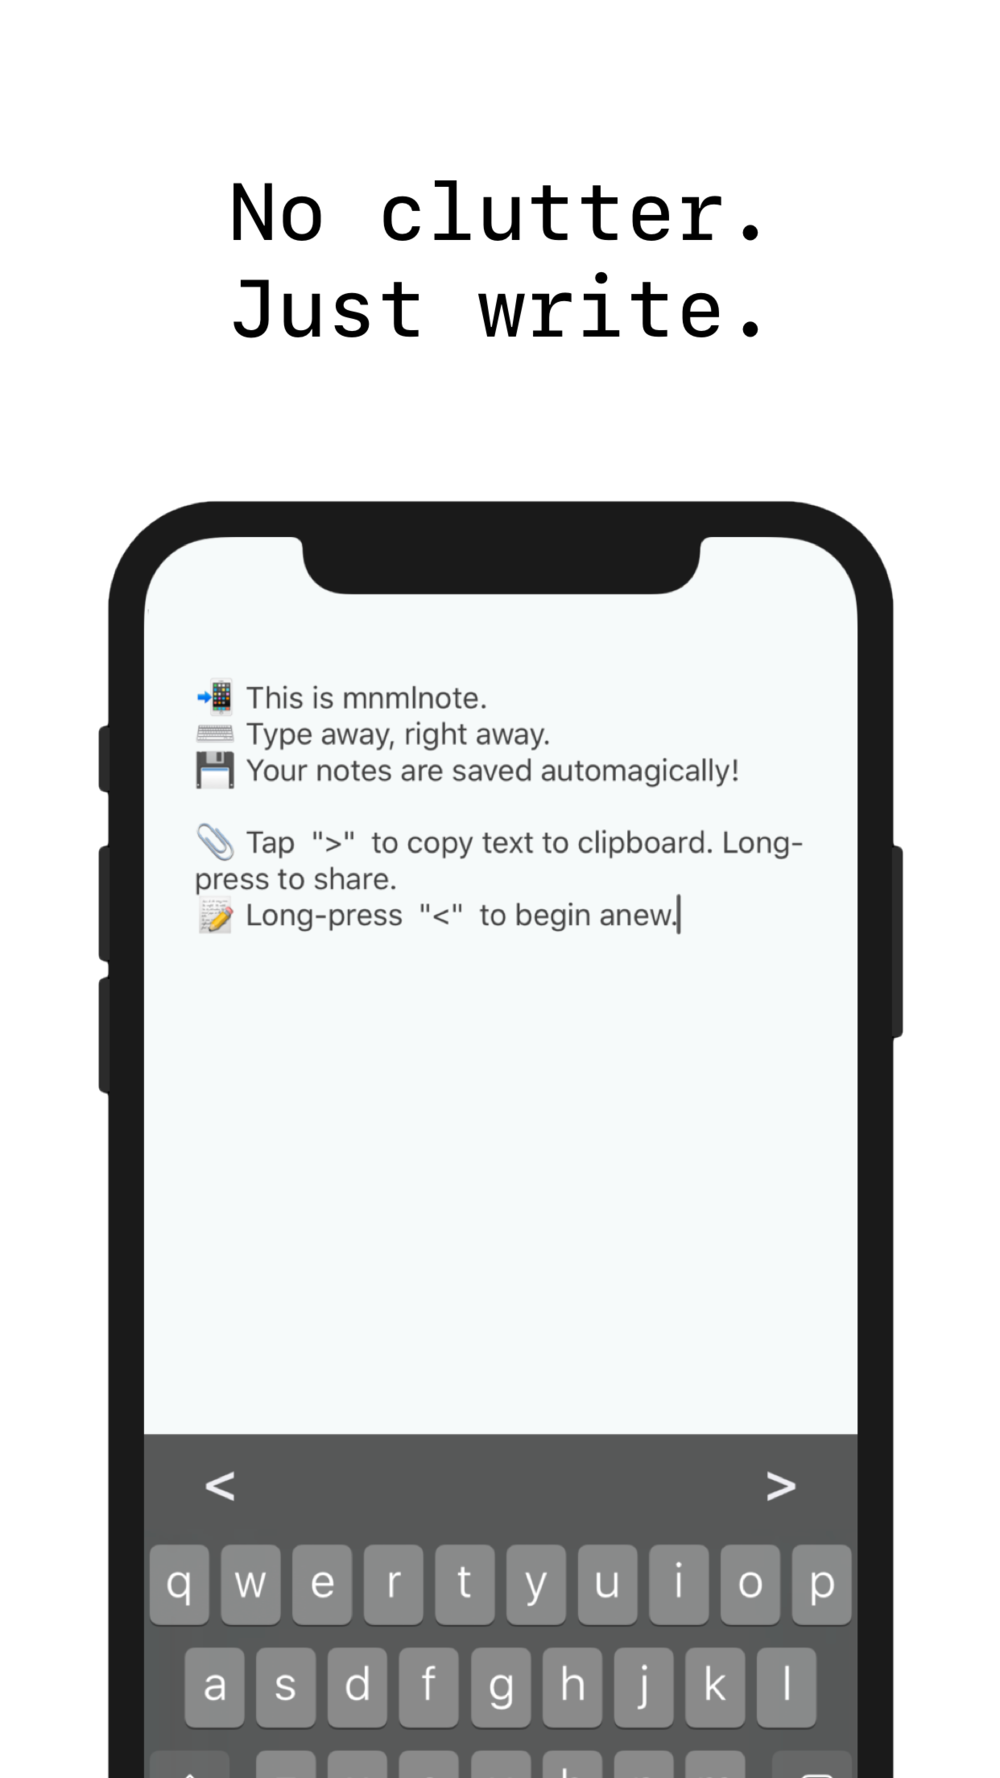 No clutter.
Just write.
This is mnmlnote.
Type away, right away.
Your notes are saved automagically!
Tap ">" to copy text to clipboard. Long-
press to share.
Long-press "<" to begin anew.
< >
q w e r t y u i o p
a s d f g h j k l